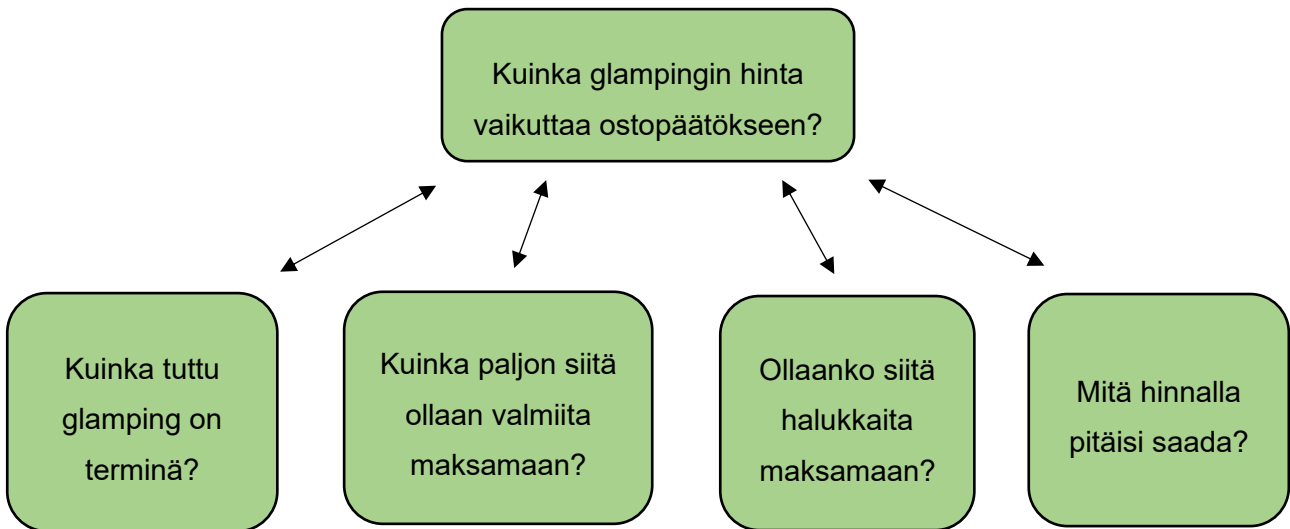 Kuinka glampingin hinta
vaikuttaa ostopäätökseen?
Kuinka tuttu
glamping on
terminä?
Kuinka paljon siitä
ollaan valmiita
maksamaan?
Ollaanko siitä
halukkaita
maksamaan?
Mitä hinnalla
pitäisi saada?